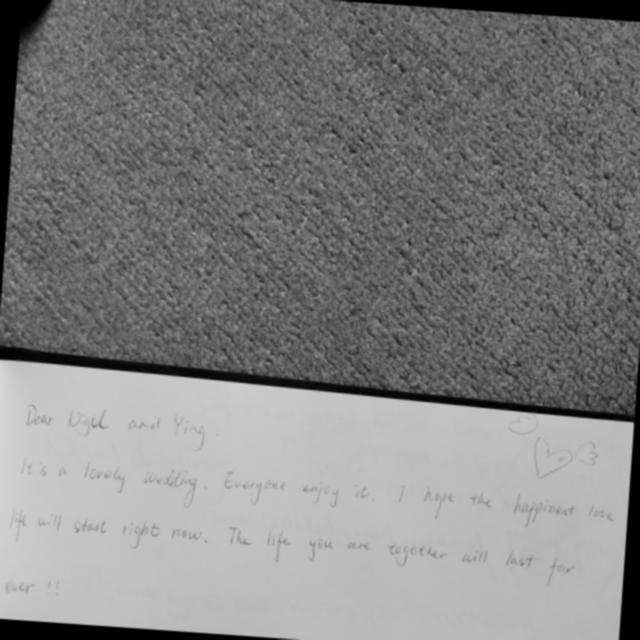 Dear Nigel and Ying.
It's a lovely wedding. Everyone enjoy it. I hope the happiness love
life will start right now. The life you are together will last for
ever !!